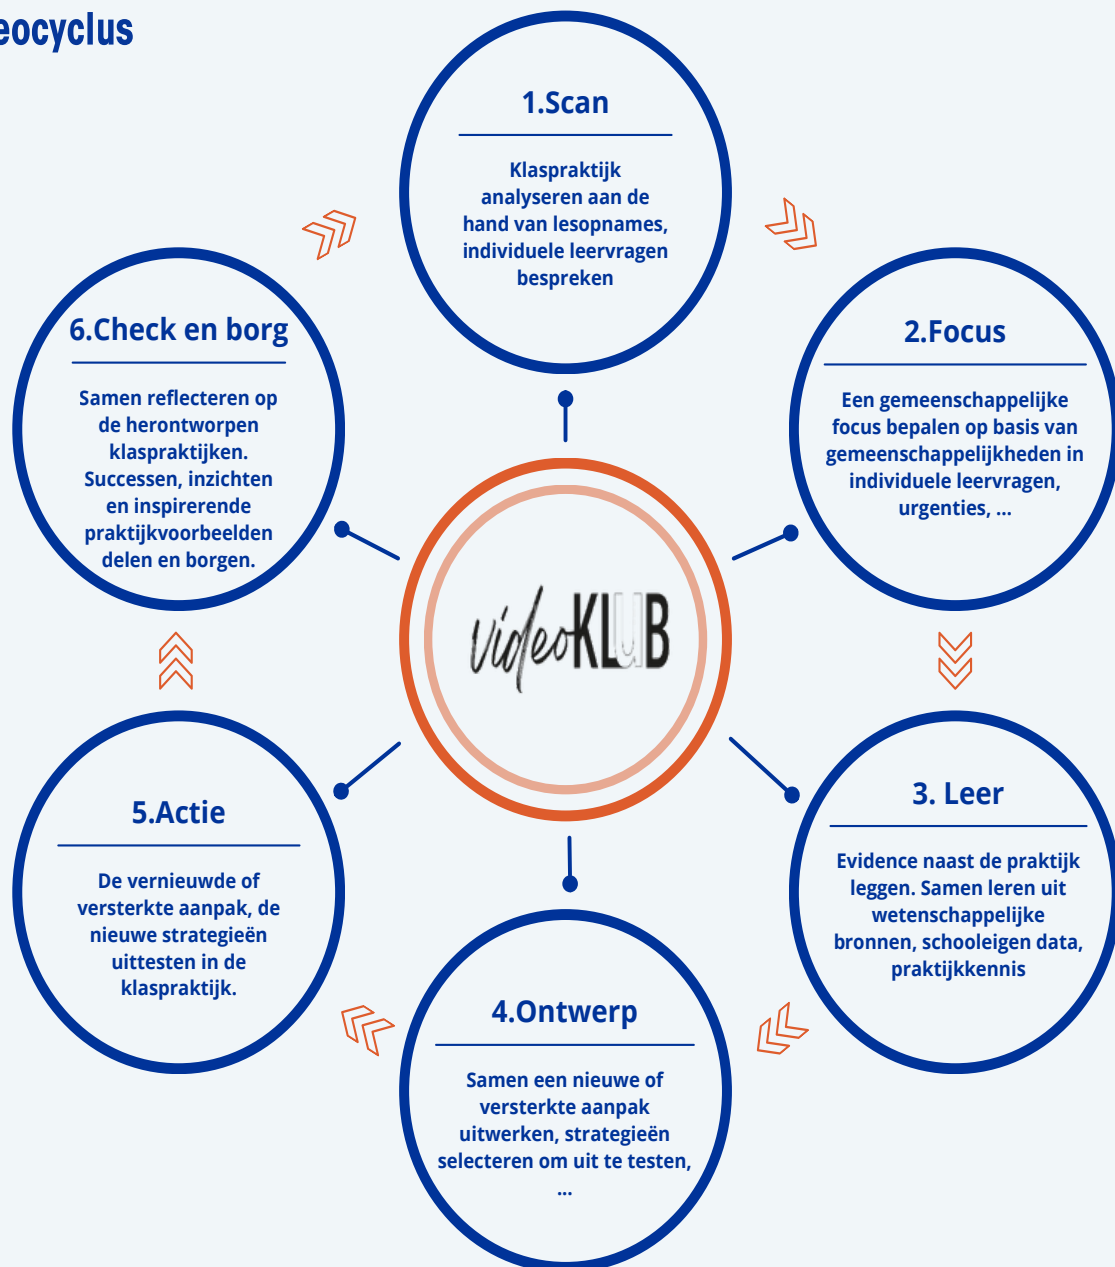 eocyclus
1.Scan
Klaspraktijk
analyseren aan de
hand van lesopnames,
individuele leervragen
bespreken
2.Focus
Een gemeenschappelijke
focus bepalen op basis van
gemeenschappelijkheden in
individuele leervragen,
urgenties, ...
3. Leer
Evidence naast de praktijk
leggen. Samen leren uit
wetenschappelijke
bronnen, schooleigen data,
praktijkkennis
4.Ontwerp
Samen een nieuwe of
versterkte aanpak
uitwerken, strategieën
selecteren om uit te testen,
...
5.Actie
De vernieuwde of
versterkte aanpak, de
nieuwe strategieën
uittesten in de
klaspraktijk.
6.Check en borg
Samen reflecteren op
de herontworpen
klaspraktijken.
Successen, inzichten
en inspirerende
praktijkvoorbeelden
delen en borgen.
videoKLUB